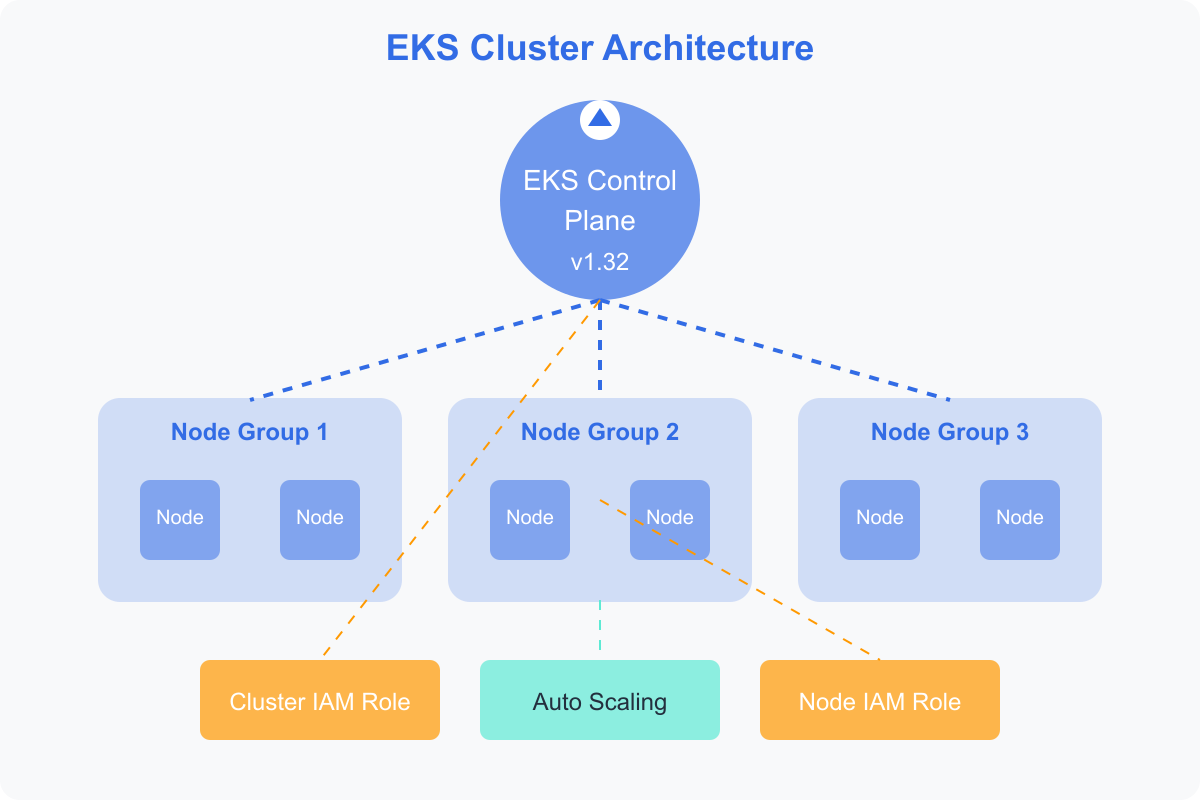 EKS Cluster Architecture
EKS Control
Plane
v1.32
Node Group 1
Node Group 2
Node Group 3
Node
Node
Node
Node
Node
Node
Cluster IAM Role
Auto Scaling
Node IAM Role